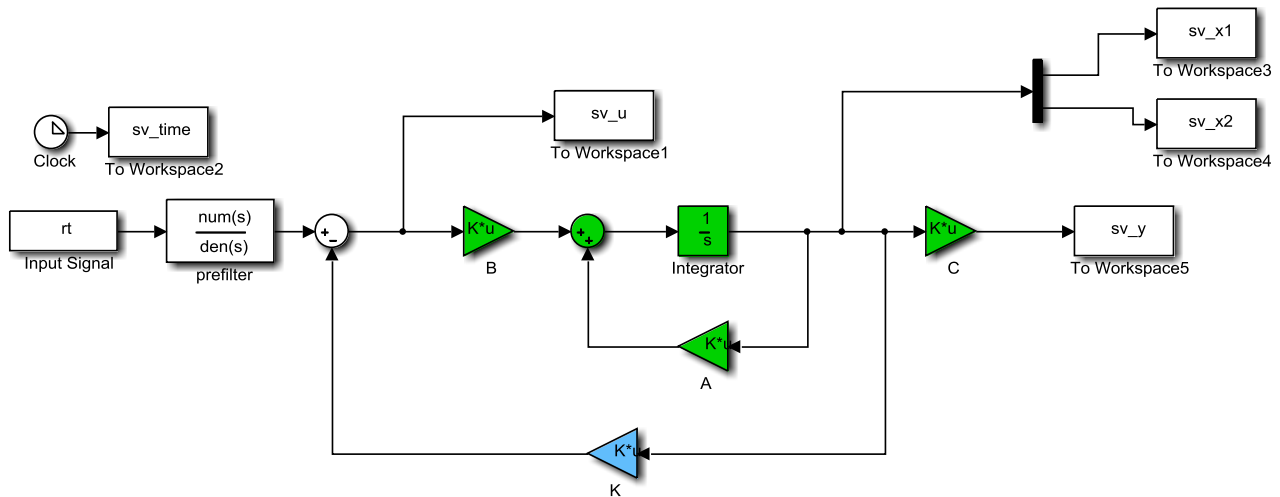 sv_x1
To Workspace3
sv_x2
To Workspace4
sv_time
To Workspace2
Clock
sv_u
To Workspace1
rt
Input Signal
num(s)
den(s)
prefilter
+
−
K*u
B
+
+
1
s
Integrator
K*u
C
sv_y
To Workspace5
K*u
A
K*u
K